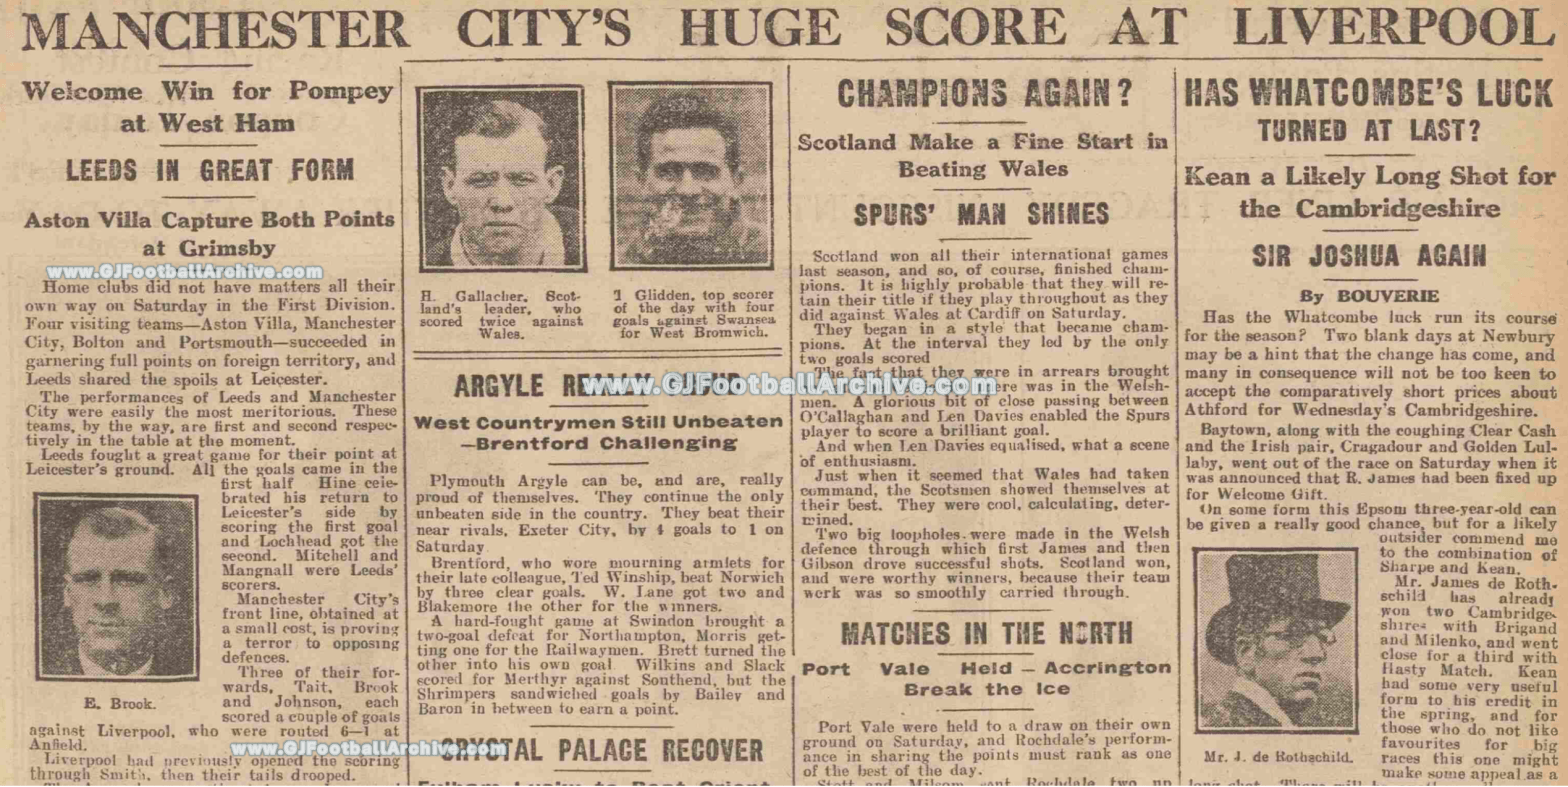 MANCHESTER CITY'S HUGE SCORE AT LIVERPOOL
Welcome Win for Pompey
at West Ham
LEEDS IN GREAT FORM
Aston Villa Capture Both Points
at Grimsby
www.GJFootballArchive.com
Home clubs did not have matters all their
own way on Saturday in the First Division.
Four visiting teams—Aston Villa, Manchester
City, Bolton and Portsmouth—succeeded in
garnering full points on foreign territory, and
Leeds shared the spoils at Leicester.
The performances of Leeds and Manchester
City were easily the most meritorious. These
teams, by the way, are first and second respec-
tively in the table at the moment.
Leeds fought a great game for their point at
Leicester's ground. All the goals came in the
first half Hine cele-
brated his return to
Leicester's side by
scoring the first goal
and Lochhead got the
second. Mitchell and
Mangnall were Leeds'
scorers.
Manchester City's
front line, obtained at
a small cost, is proving
a terror to opposing
defences.
Three of their for-
wards, Tait, Brook
and Johnson, each
scored a couple of goals
E. Brook.
against Liverpool, who were routed 6—1 at
Anfield.
Liverpool had previously opened the scoring
through Smith, then their tails drooped.
H. Gallacher, Scot-
land's leader, who
scored twice against
Wales.
Glidden, top scorer
of the day with four
goals against Swansea
for West Bromwich.
ARGYLE
www.GJFootballArchive.com
West Countrymen Still Unbeaten
—Brentford Challenging
Plymouth Argyle can be, and are, really
proud of themselves. They continue the only
unbeaten side in the country. They beat their
near rivals, Exeter City, by 4 goals to 1 on
Saturday
Brentford, who wore mourning armlets for
their late colleague, Ted Winship, beat Norwich
by three clear goals. W. Lane got two and
Blakemore the other for the winners.
A hard-fought game at Swindon brought a
two-goal defeat for Northampton, Morris get-
ting one for the Railwaymen. Brett turned the
other into his own goal Wilkins and Slack
scored for Merthyr against Southend, but the
Shrimpers sandwiched goals by Bailey and
Baron in between to earn a point.
CRYSTAL PALACE RECOVER
www.GJFootballArchive.com
Fulham Lucky to Beat Orient
CHAMPIONS AGAIN?
Scotland Make a Fine Start in
Beating Wales
SPURS' MAN SHINES
Scotland won all their international games
last season, and so, of course, finished cham-
pions. It is highly probable that they will re-
tain their title if they play throughout as they
did against Wales at Cardiff on Saturday.
They began in a style that became cham-
pions. At the interval they led by the only
two goals scored
The fact that they were in arrears brought
ere was in the Welsh-
men. A glorious bit of close passing between
O'Callaghan and Len Davies enabled the Spurs
player to score a brilliant goal.
And when Len Davies equalised, what a scene
of enthusiasm.
Just when it seemed that Wales had taken
command, the Scotsmen showed themselves at
their best. They were cool, calculating, deter-
mined.
Two big loopholes were made in the Welsh
defence through which first James and then
Gibson drove successful shots. Scotland won,
and were worthy winners, because their team
work was so smoothly carried through.
MATCHES IN THE NORTH
Port Vale Held — Accrington
Break the Ice
Port Vale were held to a draw on their own
ground on Saturday, and Rochdale's perform-
ance in sharing the points must rank as one
of the best of the day.
Stott and Milsom sent Rochdale two up
HAS WHATCOMBE'S LUCK
TURNED AT LAST?
Kean a Likely Long Shot for
the Cambridgeshire
SIR JOSHUA AGAIN
By BOUVERIE
Has the Whatcombe luck run its course
for the season? Two blank days at Newbury
may be a hint that the change has come, and
many in consequence will not be too keen to
accept the comparatively short prices about
Athford for Wednesday's Cambridgeshire.
Baytown, along with the coughing Clear Cash
and the Irish pair, Cragadour and Golden Lul-
laby, went out of the race on Saturday when it
was announced that R. James had been fixed up
for Welcome Gift.
On some form this Epsom three-year-old can
be given a really good chance, but for a likely
outsider commend me
to the combination of
Sharpe and Kean.
Mr. James de Roth-
schild has already
won two Cambridge-
shires with Brigand
and Milenko, and went
close for a third with
Hasty Match. Kean
had some very useful
form to his credit in
the spring, and for
those who do not like
favourites for big
races this one might
make some appeal as a
Mr. J. de Rothschild.